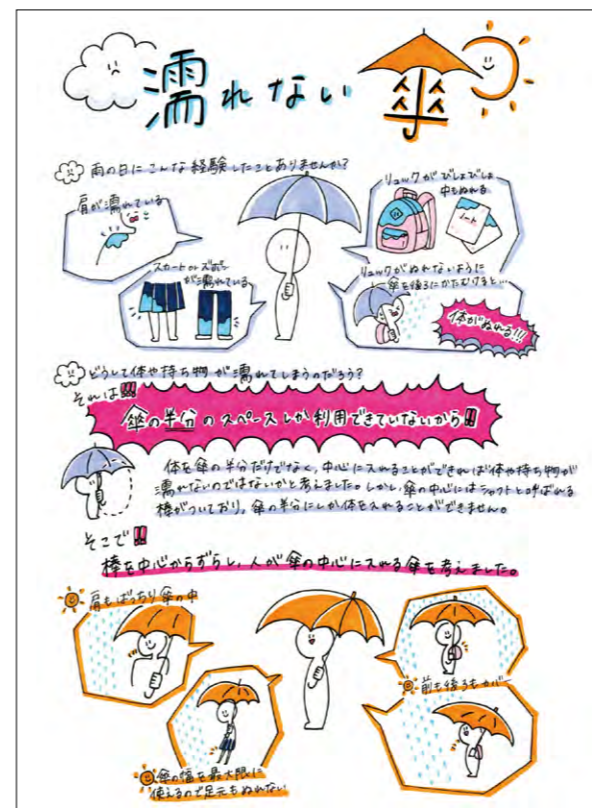 濡れない 傘
雨の日にこんな経験したことありませんか?
肩が濡れている
リュックがびしょびしょ
中もぬれる
ノート
スカートやズボン
が濡れている
リュックがぬれないように
傘を後ろにかたむけると…
体がぬれる!!!
どうして体や持ち物が濡れてしまうのだろう?
それは!!!
傘の半分のスペースしか利用できていないから!!
体を傘の半分だけでなく、中心に入れることができれば体や持ち物が
濡れないのではないかと考えました。しかし、傘の中心にはシャフトと呼ばれる
棒がついており、傘の半分にしか体を入れることができません。
そこで!!
棒を中心からずらし、人が傘の中心に入れる傘を考えました。
肩もばっちり傘の中
前も後ろもカバー
傘の幅を最大限に
使えるので足元もぬれない